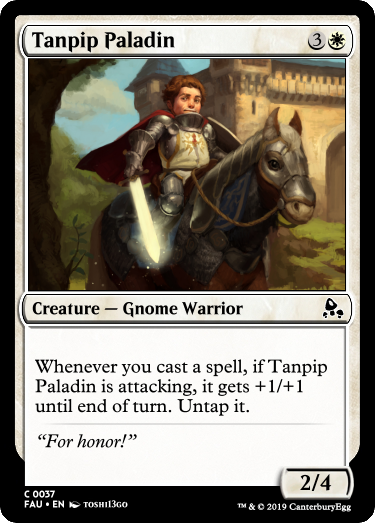 Tanpip Paladin 3
Creature — Gnome Warrior
Whenever you cast a spell, if Tanpip
Paladin is attacking, it gets +1/+1
until end of turn. Untap it.
“For honor!”
2/4
C 0037
FAU • EN TOSHI13GO
™ & © 2019 CanterburyEgg